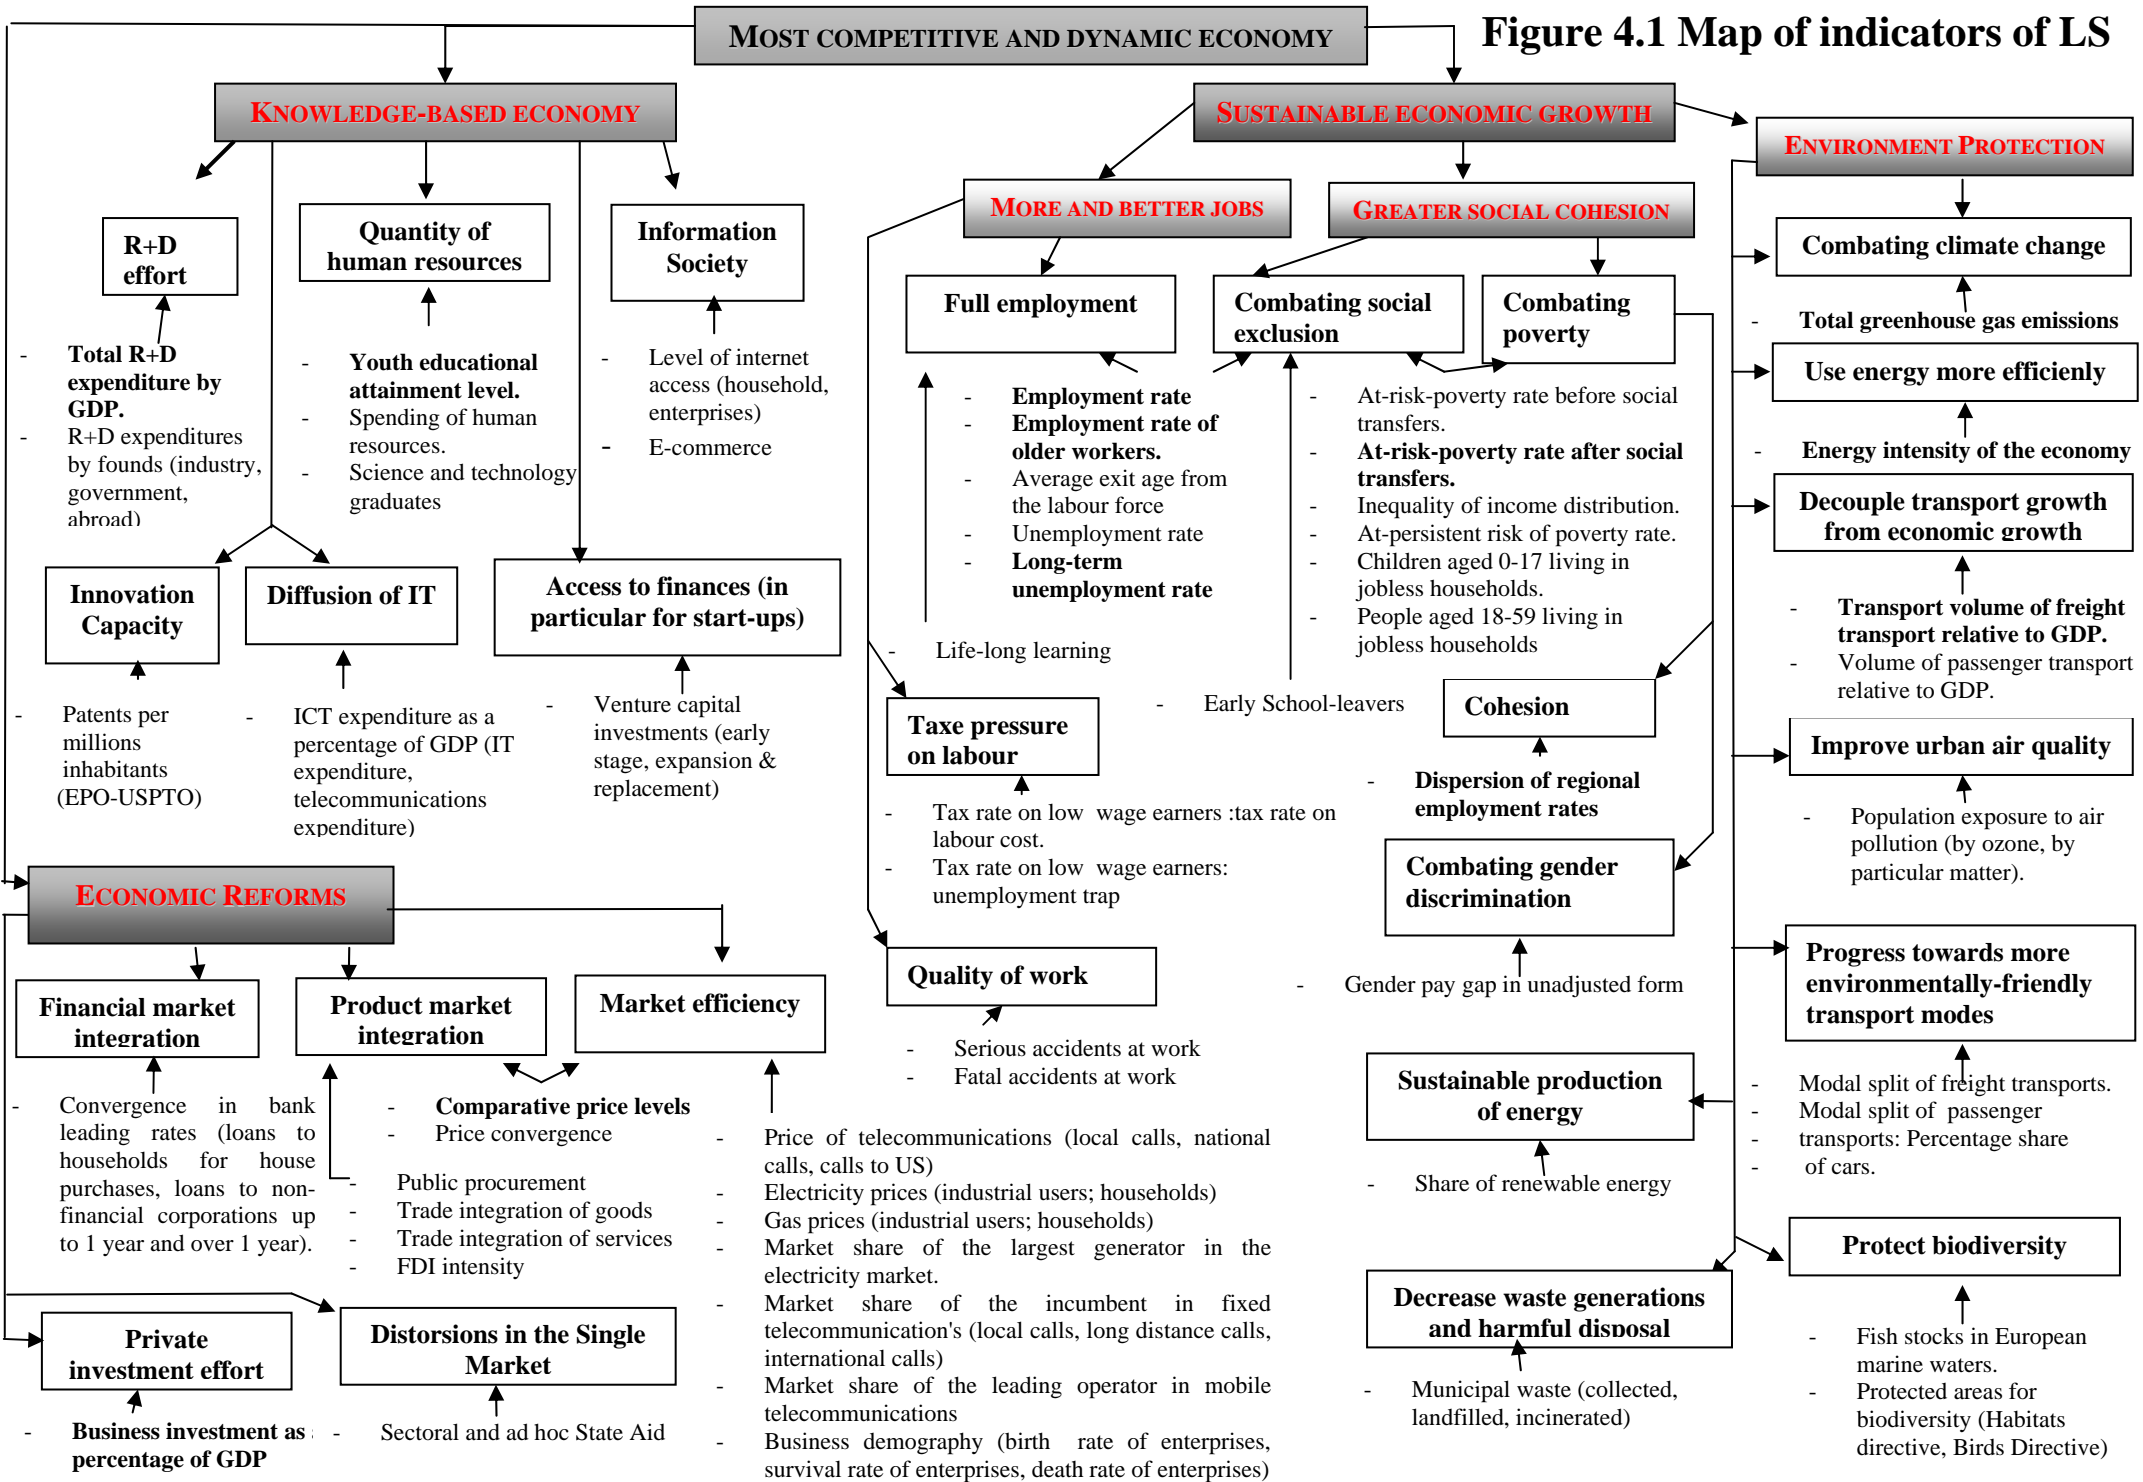 MOST COMPETITIVE AND DYNAMIC ECONOMY
Figure 4.1 Map of indicators of LS
KNOWLEDGE-BASED ECONOMY
SUSTAINABLE ECONOMIC GROWTH
ENVIRONMENT PROTECTION
MORE AND BETTER JOBS
GREATER SOCIAL COHESION
R+D
effort
Quantity of
human resources
Information
Society
- Total R+D
expenditure by
GDP.
- R+D expenditures
by founds (industry,
government,
abroad)
- Youth educational
attainment level.
- Spending of human
resources.
- Science and technology
graduates
- Level of internet
access (household,
enterprises)
- E-commerce
Innovation
Capacity
Diffusion of IT
Access to finances (in
particular for start-ups)
- Patents per
millions
inhabitants
(EPO-USPTO)
- ICT expenditure as a
percentage of GDP (IT
expenditure,
telecommunications
expenditure)
- Venture capital
investments (early
stage, expansion &
replacement)
Full employment
Combating social
exclusion
Combating
poverty
- Employment rate
- Employment rate of
older workers.
- Average exit age from
the labour force
- Unemployment rate
- Long-term
unemployment rate
- At-risk-poverty rate before social
transfers.
- At-risk-poverty rate after social
transfers.
- Inequality of income distribution.
- At-persistent risk of poverty rate.
- Children aged 0-17 living in
jobless households.
- People aged 18-59 living in
jobless households
- Life-long learning
- Early School-leavers
Taxe pressure
on labour
- Tax rate on low wage earners :tax rate on
labour cost.
- Tax rate on low wage earners:
unemployment trap
Cohesion
- Dispersion of regional
employment rates
Combating gender
discrimination
- Gender pay gap in unadjusted form
Quality of work
- Serious accidents at work
- Fatal accidents at work
Combating climate change
- Total greenhouse gas emissions
Use energy more efficienly
- Energy intensity of the economy
Decouple transport growth
from economic growth
- Transport volume of freight
transport relative to GDP.
- Volume of passenger transport
relative to GDP.
Improve urban air quality
- Population exposure to air
pollution (by ozone, by
particular matter).
Progress towards more
environmentally-friendly
transport modes
- Modal split of freight transports.
- Modal split of passenger
- transports: Percentage share
- of cars.
Sustainable production
of energy
- Share of renewable energy
Protect biodiversity
- Fish stocks in European
marine waters.
- Protected areas for
biodiversity (Habitats
directive, Birds Directive)
Decrease waste generations
and harmful disposal
- Municipal waste (collected,
landfilled, incinerated)
ECONOMIC REFORMS
Financial market
integration
Product market
integration
Market efficiency
- Convergence in bank
leading rates (loans to
households for house
purchases, loans to non-
financial corporations up
to 1 year and over 1 year).
- Comparative price levels
- Price convergence
- Public procurement
- Trade integration of goods
- Trade integration of services
- FDI intensity
- Price of telecommunications (local calls, national
calls, calls to US)
- Electricity prices (industrial users; households)
- Gas prices (industrial users; households)
- Market share of the largest generator in the
electricity market.
- Market share of the incumbent in fixed
telecommunication's (local calls, long distance calls,
international calls)
- Market share of the leading operator in mobile
telecommunications
- Business demography (birth rate of enterprises,
survival rate of enterprises, death rate of enterprises)
Private
investment effort
- Business investment as
percentage of GDP
Distorsions in the Single
Market
- Sectoral and ad hoc State Aid